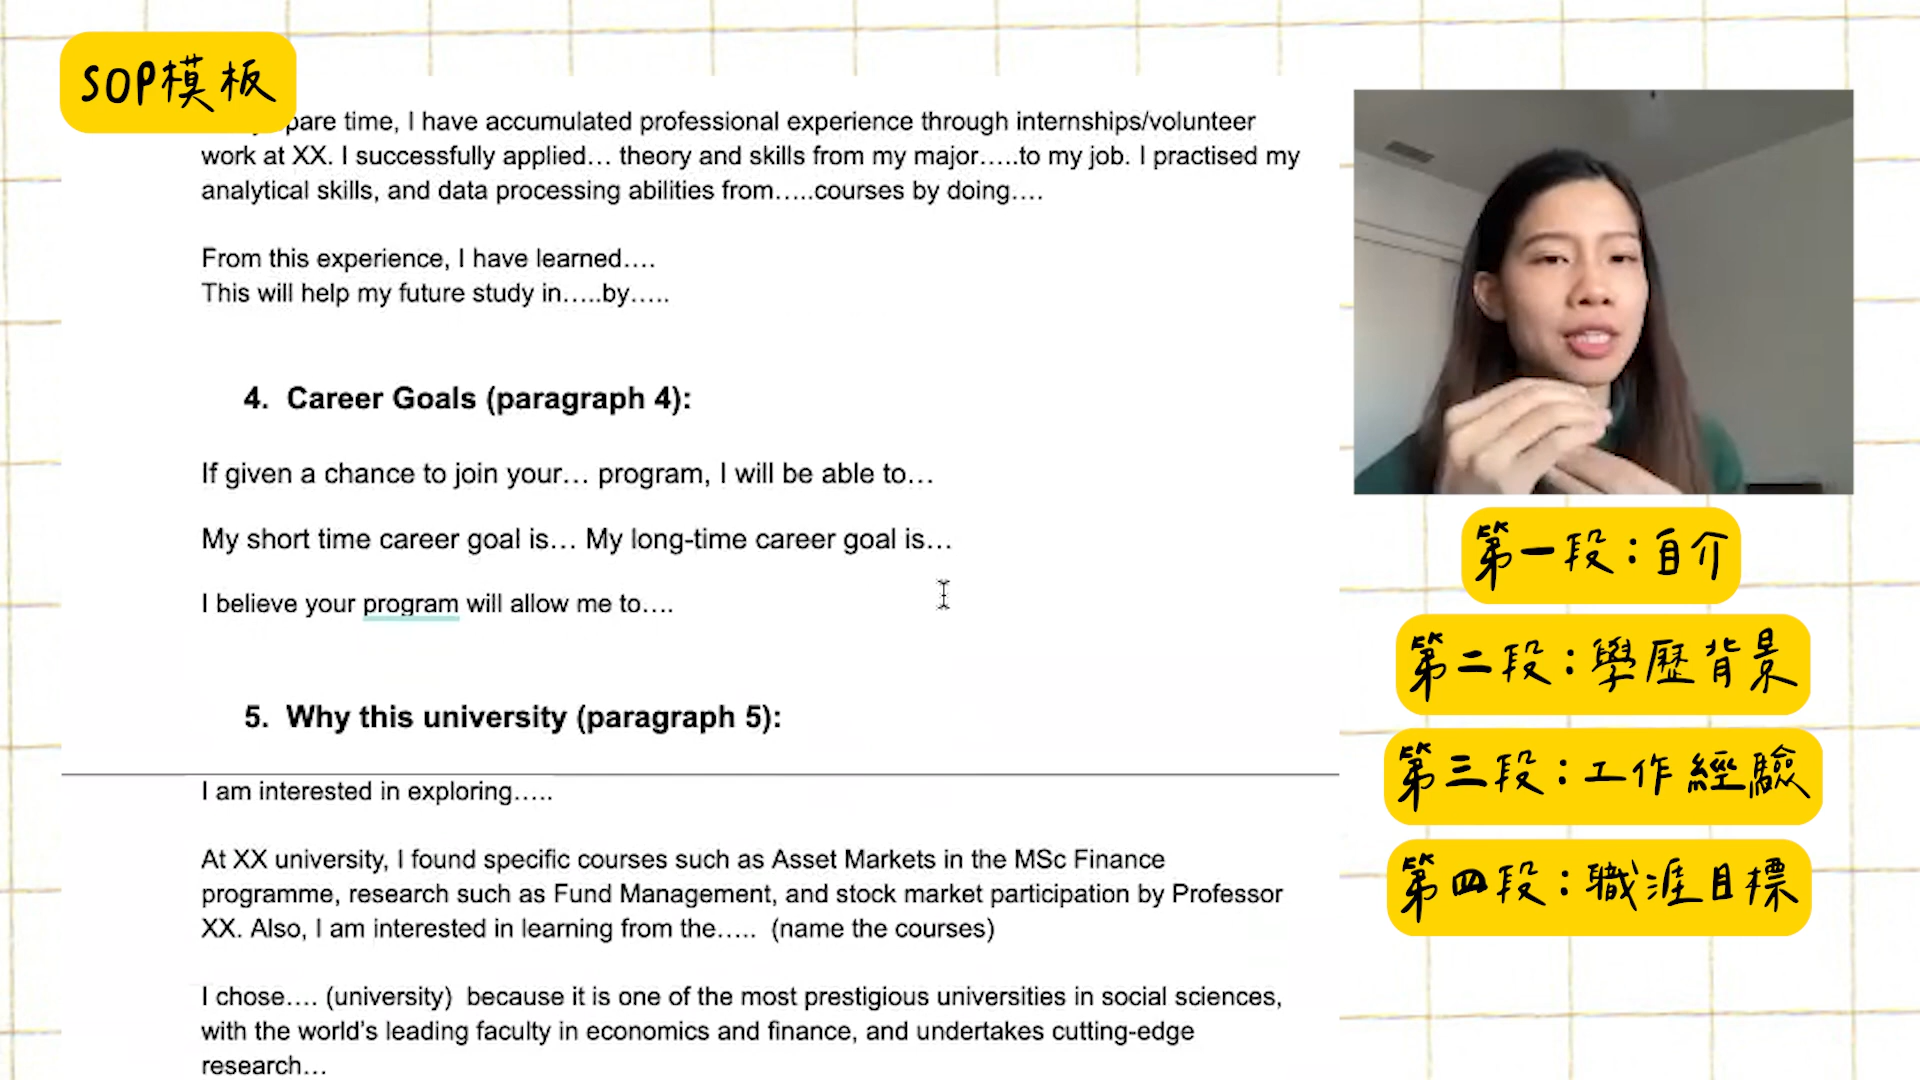 SOP模板
pare time, I have accumulated professional experience through internships/volunteer
work at XX. I successfully applied… theory and skills from my major…..to my job. I practised my
analytical skills, and data processing abilities from…..courses by doing….
From this experience, I have learned….
This will help my future study in…..by…..
4. Career Goals (paragraph 4):
If given a chance to join your… program, I will be able to…
My short time career goal is… My long-time career goal is…
I believe your program will allow me to….
5. Why this university (paragraph 5):
I am interested in exploring…..
At XX university, I found specific courses such as Asset Markets in the MSc Finance
programme, research such as Fund Management, and stock market participation by Professor
XX. Also, I am interested in learning from the….. (name the courses)
I chose…. (university) because it is one of the most prestigious universities in social sciences,
with the world’s leading faculty in economics and finance, and undertakes cutting-edge
research…
第一段：自介
第二段：學歷背景
第三段：工作經驗
第四段：職涯目標